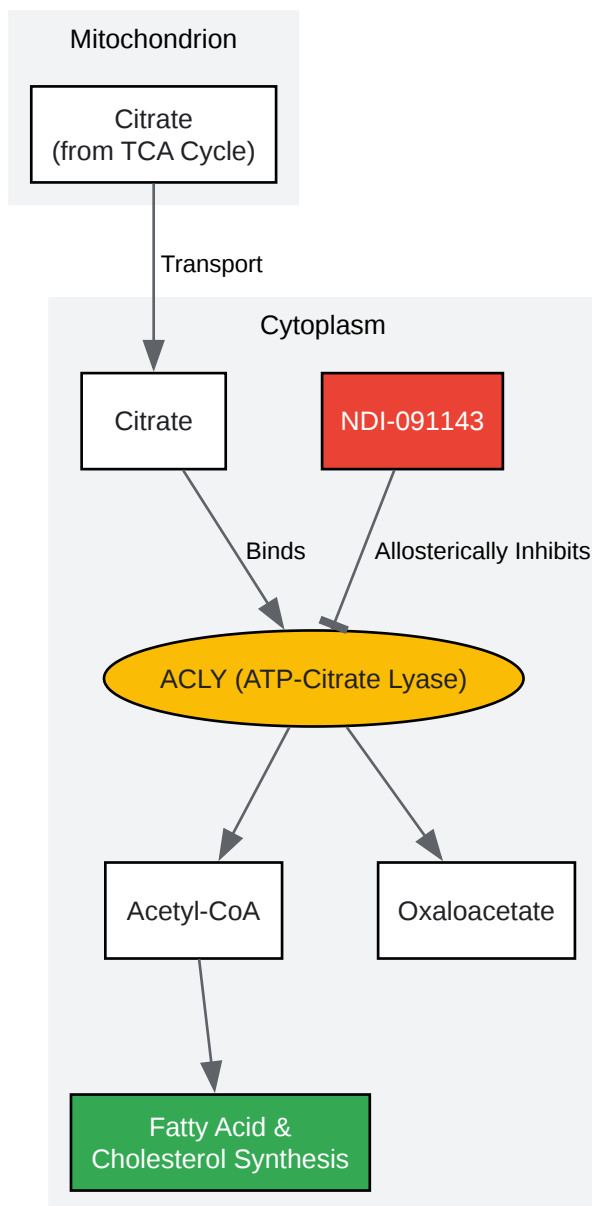 Mitochondrion
Citrate
(from TCA Cycle)
Transport
Cytoplasm
Citrate
NDI-091143
Binds
Allosterically Inhibits
ACLY (ATP-Citrate Lyase)
Acetyl-CoA
Oxaloacetate
Fatty Acid &
Cholesterol Synthesis